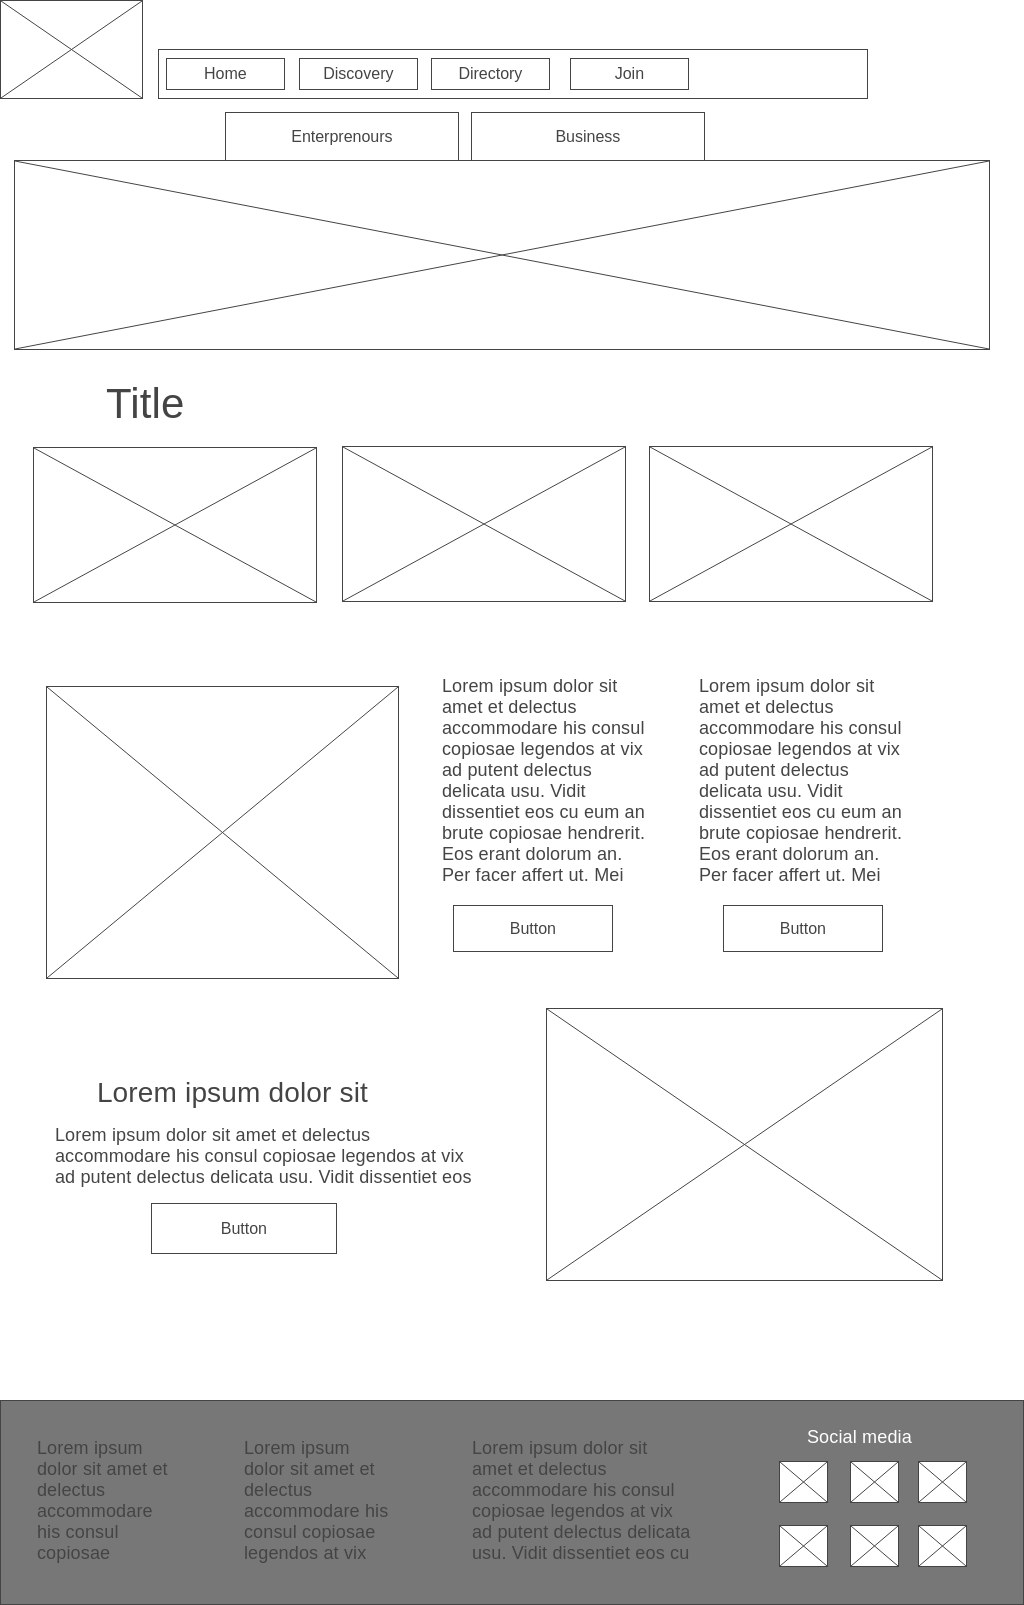 Home
Discovery
Directory
Join
Enterprenours
Business
Title
Lorem ipsum dolor sit
amet et delectus
accommodare his consul
copiosae legendos at vix
ad putent delectus
delicata usu. Vidit
dissentiet eos cu eum an
brute copiosae hendrerit.
Eos erant dolorum an.
Per facer affert ut. Mei
Button
Lorem ipsum dolor sit
amet et delectus
accommodare his consul
copiosae legendos at vix
ad putent delectus
delicata usu. Vidit
dissentiet eos cu eum an
brute copiosae hendrerit.
Eos erant dolorum an.
Per facer affert ut. Mei
Button
Lorem ipsum dolor sit
Lorem ipsum dolor sit amet et delectus
accommodare his consul copiosae legendos at vix
ad putent delectus delicata usu. Vidit dissentiet eos
Button
Lorem ipsum
dolor sit amet et
delectus
accommodare
his consul
copiosae
Lorem ipsum
dolor sit amet et
delectus
accommodare his
consul copiosae
legendos at vix
Lorem ipsum dolor sit
amet et delectus
accommodare his consul
copiosae legendos at vix
ad putent delectus delicata
usu. Vidit dissentiet eos cu
Social media